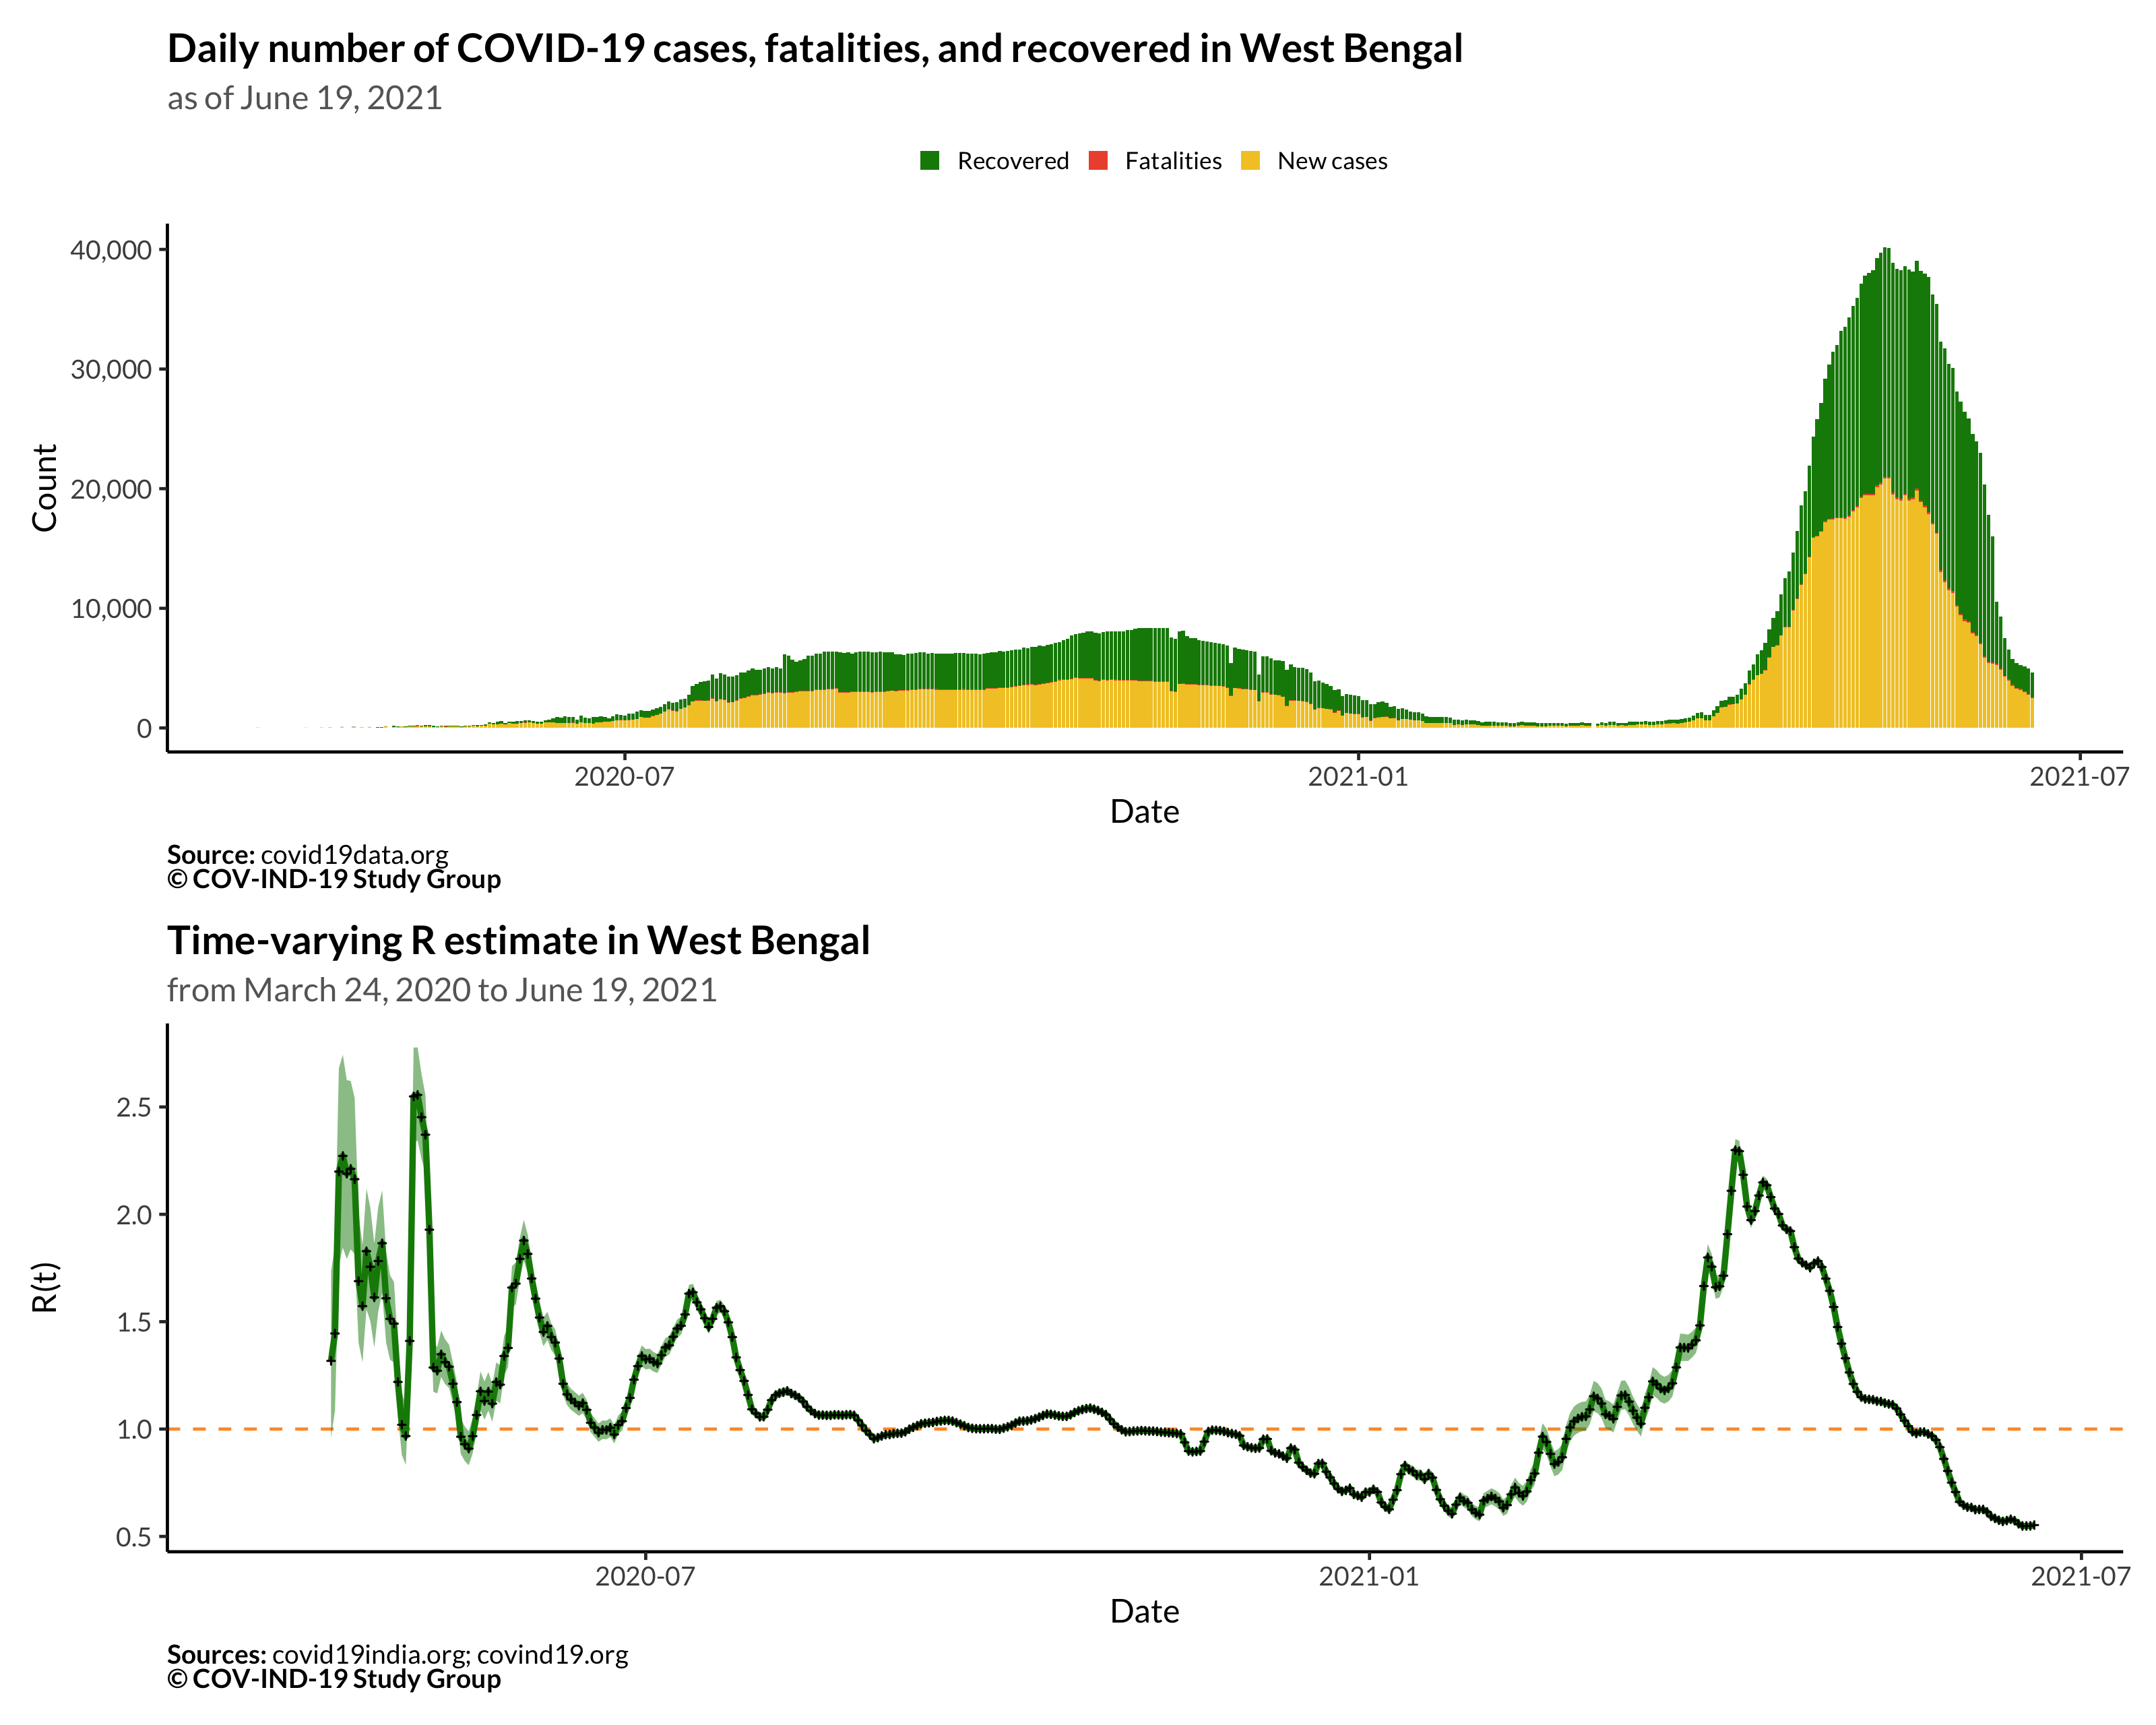 Daily number of COVID-19 cases, fatalities, and recovered in West Bengal
as of June 19, 2021
Recovered Fatalities New cases
Count
40,000
30,000
20,000
10,000
0
2020-07 2021-01 2021-07
Date
Source: covid19data.org
© COV-IND-19 Study Group
Time-varying R estimate in West Bengal
from March 24, 2020 to June 19, 2021
R(t)
2.5
2.0
1.5
1.0
0.5
2020-07 2021-01 2021-07
Date
Sources: covid19india.org; covind19.org
© COV-IND-19 Study Group